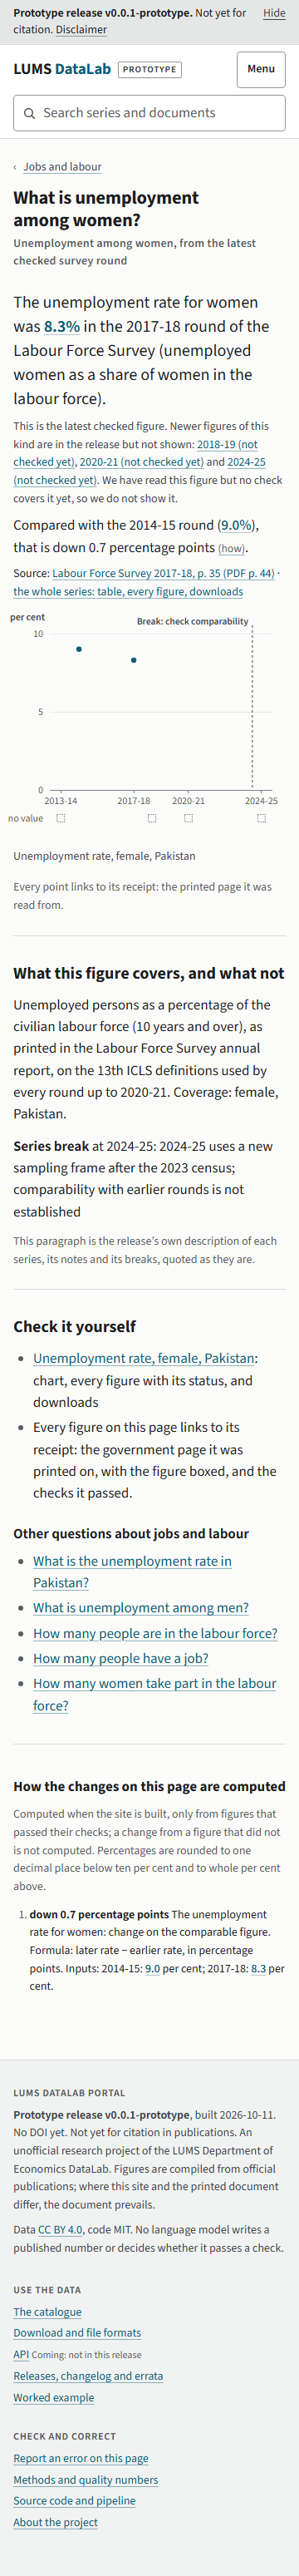 Prototype release v0.0.1-prototype. Not yet for citation. Disclaimer
Hide
LUMS DataLab PROTOTYPE
Menu
Search series and documents
‹ Jobs and labour
What is unemployment
among women?
Unemployment among women, from the latest
checked survey round
The unemployment rate for women
was 8.3% in the 2017-18 round of the
Labour Force Survey (unemployed
women as a share of women in the
labour force).
This is the latest checked figure. Newer figures of this
kind are in the release but not shown: 2018-19 (not
checked yet), 2020-21 (not checked yet) and 2024-25
(not checked yet). We have read this figure but no check
covers it yet, so we do not show it.
Compared with the 2014-15 round (9.0%),
that is down 0.7 percentage points (how).
Source: Labour Force Survey 2017-18, p. 35 (PDF p. 44) ·
the whole series: table, every figure, downloads
per cent
Break: check comparability
10
5
0
2013-14 2017-18 2020-21 2024-25
no value
Unemployment rate, female, Pakistan
Every point links to its receipt: the printed page it was
read from.
What this figure covers, and what not
Unemployed persons as a percentage of the
civilian labour force (10 years and over), as
printed in the Labour Force Survey annual
report, on the 13th ICLS definitions used by
every round up to 2020-21. Coverage: female,
Pakistan.
Series break at 2024-25: 2024-25 uses a new
sampling frame after the 2023 census;
comparability with earlier rounds is not
established
This paragraph is the release's own description of each
series, its notes and its breaks, quoted as they are.
Check it yourself
• Unemployment rate, female, Pakistan:
chart, every figure with its status, and
downloads
• Every figure on this page links to its
receipt: the government page it was
printed on, with the figure boxed, and the
checks it passed.
Other questions about jobs and labour
• What is the unemployment rate in
Pakistan?
• What is unemployment among men?
• How many people are in the labour force?
• How many people have a job?
• How many women take part in the labour
force?
How the changes on this page are computed
Computed when the site is built, only from figures that
passed their checks; a change from a figure that did not
is not computed. Percentages are rounded to one
decimal place below ten per cent and to whole per cent
above.
1. down 0.7 percentage points The unemployment
rate for women: change on the comparable figure.
Formula: later rate − earlier rate, in percentage
points. Inputs: 2014-15: 9.0 per cent; 2017-18: 8.3 per
cent.
LUMS DATALAB PORTAL
Prototype release v0.0.1-prototype, built 2026-10-11.
No DOI yet. Not yet for citation in publications. An
unofficial research project of the LUMS Department of
Economics DataLab. Figures are compiled from official
publications; where this site and the printed document
differ, the document prevails.
Data CC BY 4.0, code MIT. No language model writes a
published number or decides whether it passes a check.
USE THE DATA
The catalogue
Download and file formats
API Coming: not in this release
Releases, changelog and errata
Worked example
CHECK AND CORRECT
Report an error on this page
Methods and quality numbers
Source code and pipeline
About the project